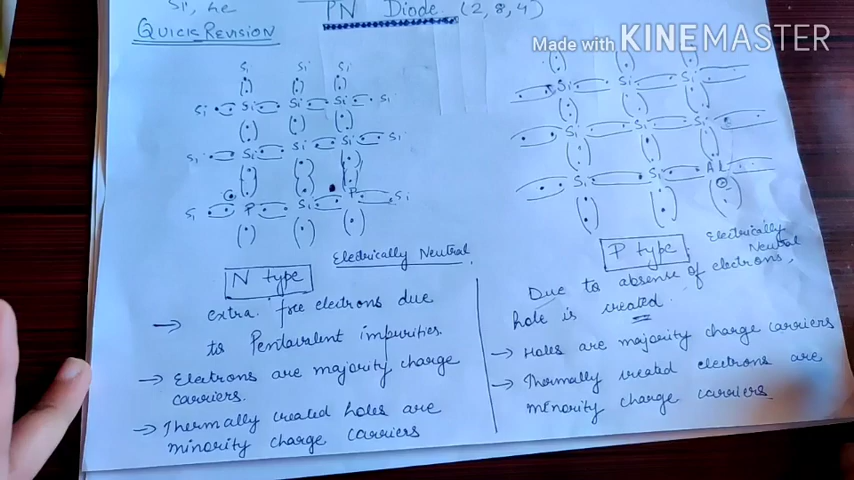 Si, Ge
PN Diode (2, 8, 4)
QUICK REVISION
Made with KINEMASTER
Si Si Si
Si Si Si Si Si
Si Si Si Si Si
Si P Si P Si
Si Si Si
Si Si Si
Si Si Al
Electrically Neutral
N type
extra free electrons due
to Pentavalent impurities.
→ Electrons are majority charge
carriers.
→ Thermally created holes are
minority charge carriers
P type
Electrically
Neutral
Due to absense of electrons,
hole is created.
→ Holes are majority charge carriers
→ Thermally created electrons are
minority charge carriers